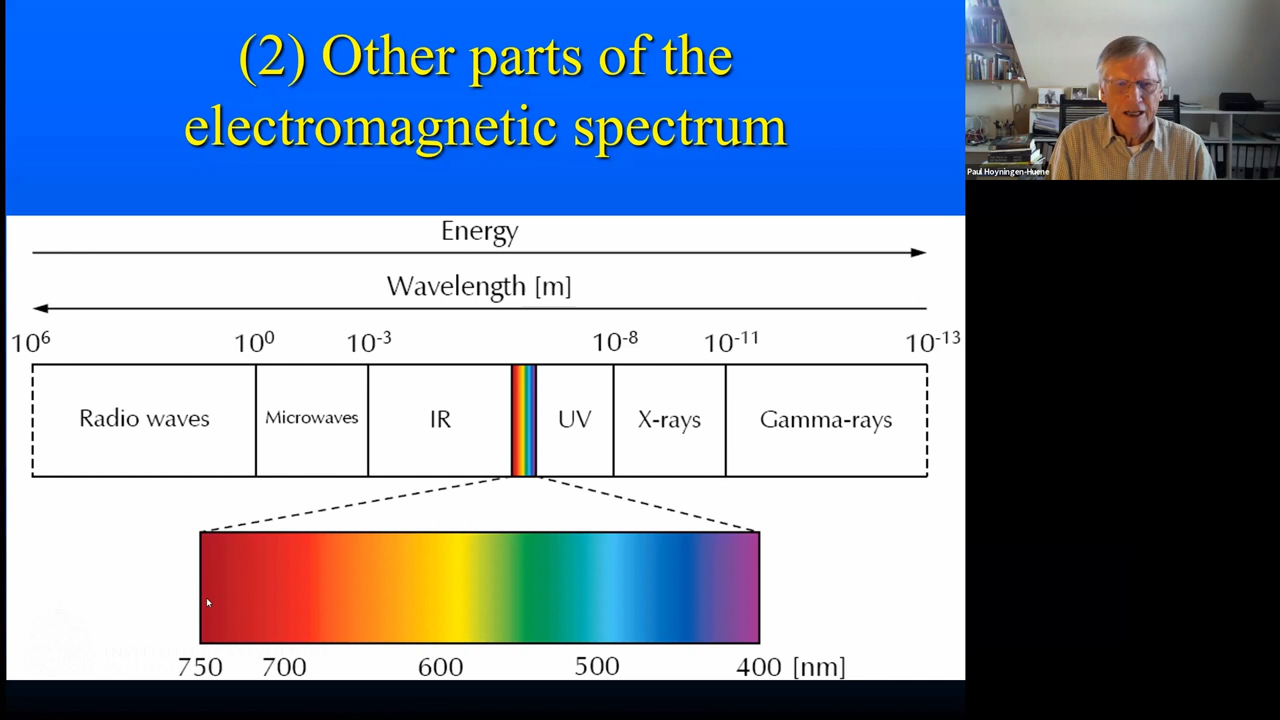 (2) Other parts of the
electromagnetic spectrum
Paul Hoyningen-Huene
Energy
Wavelength [m]
10⁶ 10⁰ 10⁻³ 10⁻⁸ 10⁻¹¹ 10⁻¹³
Radio waves Microwaves IR UV X-rays Gamma-rays
750 700 600 500 400 [nm]